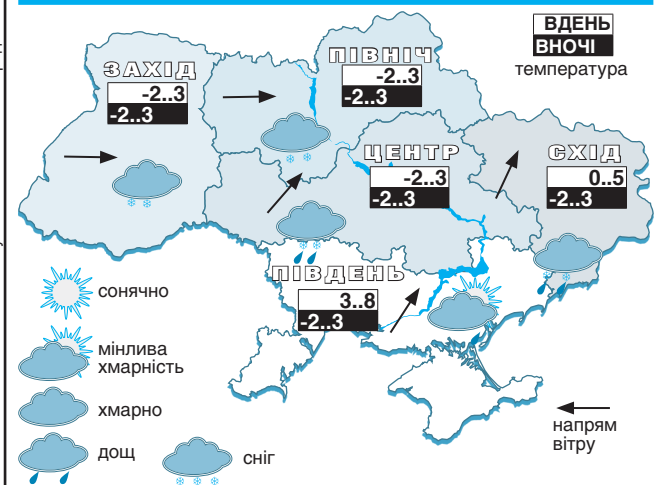 ВДЕНЬ
ВНОЧІ
температура
ЗАХІД
-2..3
-2..3
ПІВНІЧ
-2..3
-2..3
ЦЕНТР
-2..3
-2..3
СХІД
0..5
-2..3
ПІВДЕНЬ
3..8
-2..3
сонячно
мінлива
хмарність
хмарно
дощ
сніг
напрям
вітру